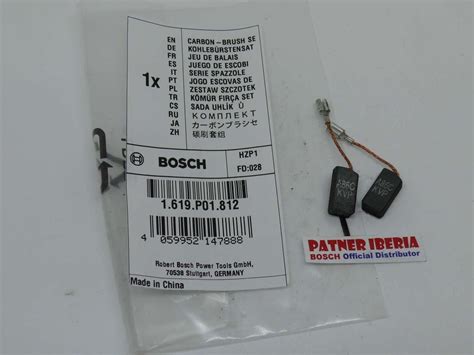 1x
EN CARBON-BRUSH SE
DE KOHLEBÜRSTENSAT
FR JEU DE BALAIS
ES JUEGO DE ESCOBI
IT SERIE SPAZZOLE
PT JOGO ESCOVAS DE
PL ZESTAW SZCZOTEK
TR KÖMÜR FIRÇA SET
CS SADA UHLÍKŮ
RU КОМПЛЕКТ
JA カーボンブラシセ
ZH 碳刷套组
BOSCH
HZP1
FD:028
1.619.P01.812
4 059952 147888
Robert Bosch Power Tools GmbH,
70538 Stuttgart, GERMANY
Made in China
KVF
KVF
PATNER IBERIA
BOSCH Official Distributor